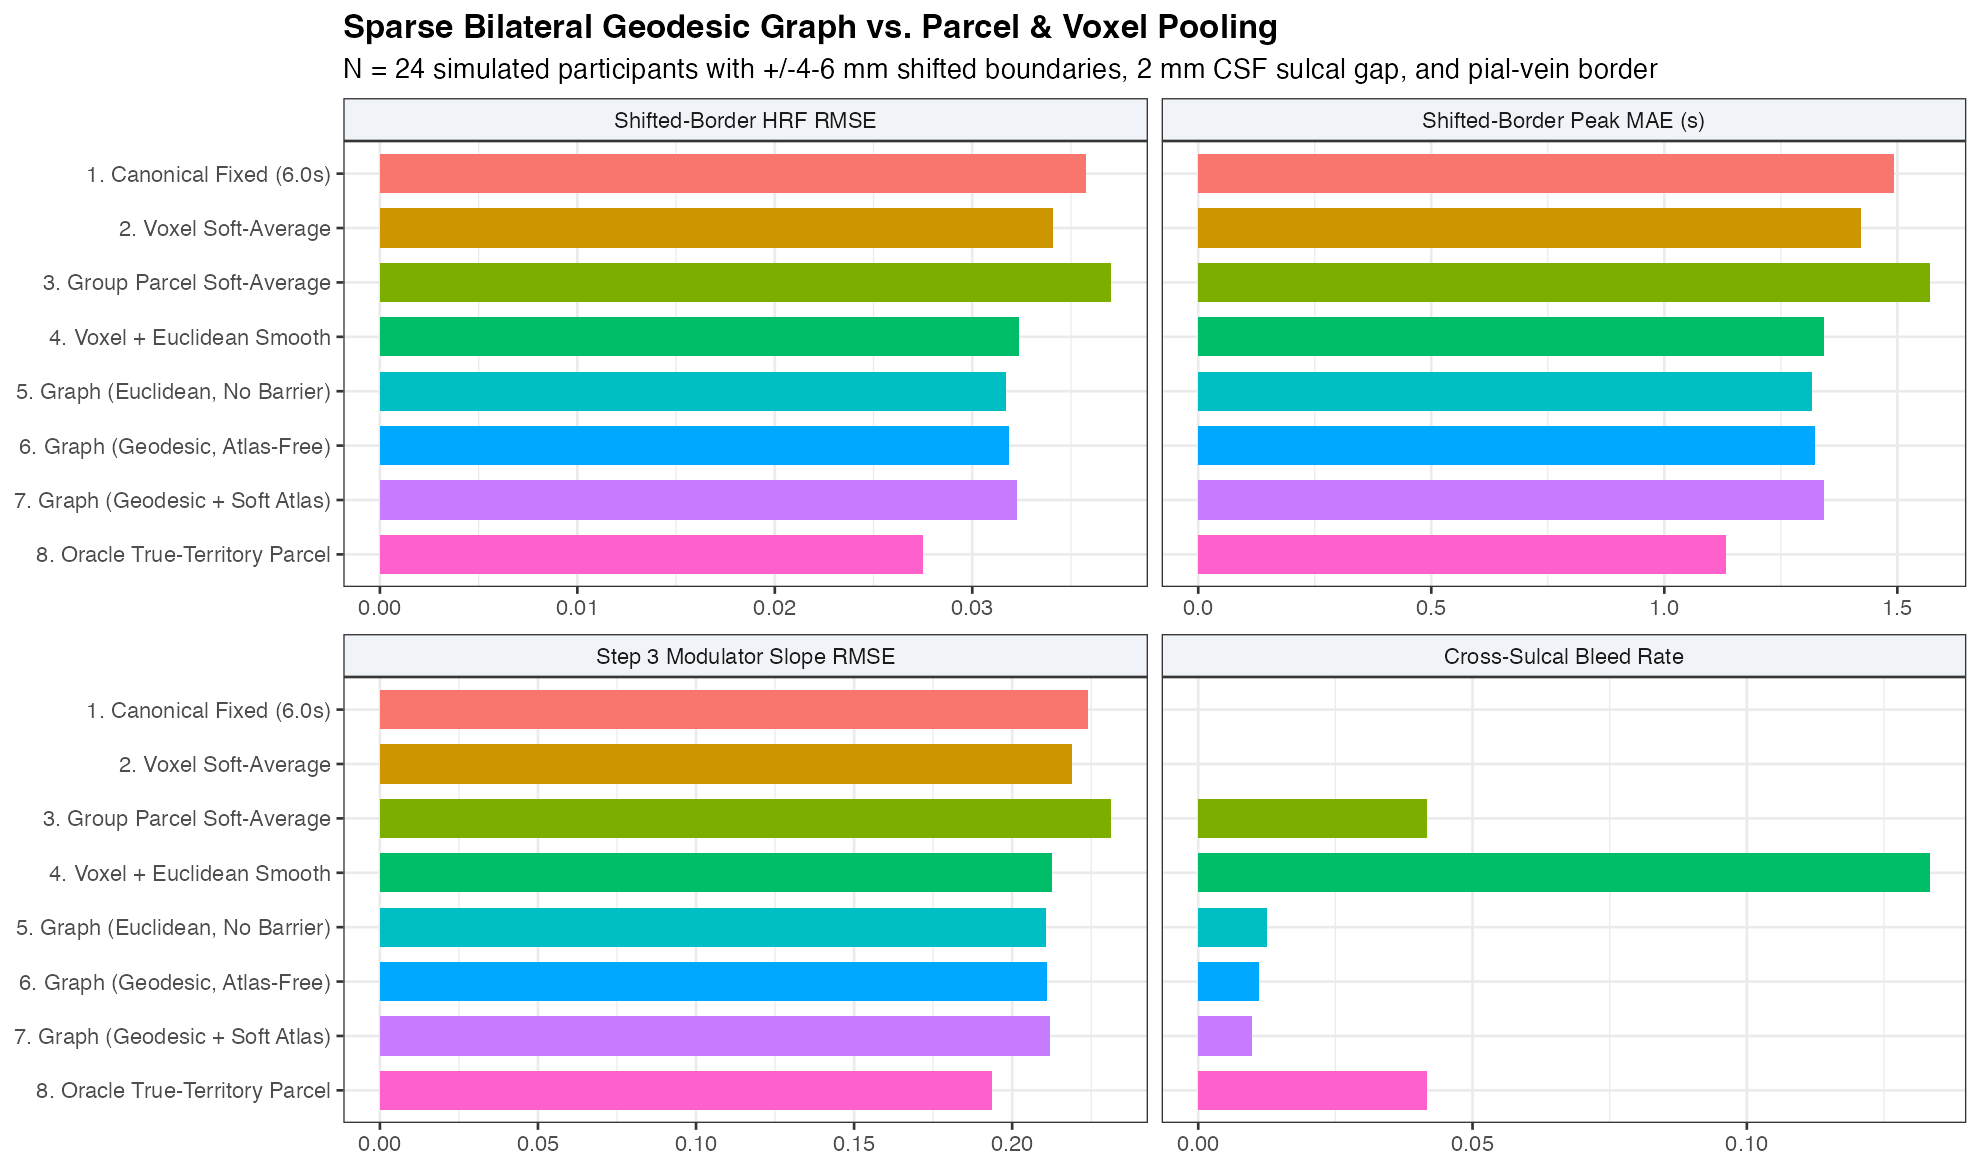 Sparse Bilateral Geodesic Graph vs. Parcel & Voxel Pooling
N = 24 simulated participants with +/-4-6 mm shifted boundaries, 2 mm CSF sulcal gap, and pial-vein border
Shifted-Border HRF RMSE
Shifted-Border Peak MAE (s)
1. Canonical Fixed (6.0s)
2. Voxel Soft-Average
3. Group Parcel Soft-Average
4. Voxel + Euclidean Smooth
5. Graph (Euclidean, No Barrier)
6. Graph (Geodesic, Atlas-Free)
7. Graph (Geodesic + Soft Atlas)
8. Oracle True-Territory Parcel
0.00 0.01 0.02 0.03
0.0 0.5 1.0 1.5
Step 3 Modulator Slope RMSE
Cross-Sulcal Bleed Rate
1. Canonical Fixed (6.0s)
2. Voxel Soft-Average
3. Group Parcel Soft-Average
4. Voxel + Euclidean Smooth
5. Graph (Euclidean, No Barrier)
6. Graph (Geodesic, Atlas-Free)
7. Graph (Geodesic + Soft Atlas)
8. Oracle True-Territory Parcel
0.00 0.05 0.10 0.15 0.20
0.00 0.05 0.10